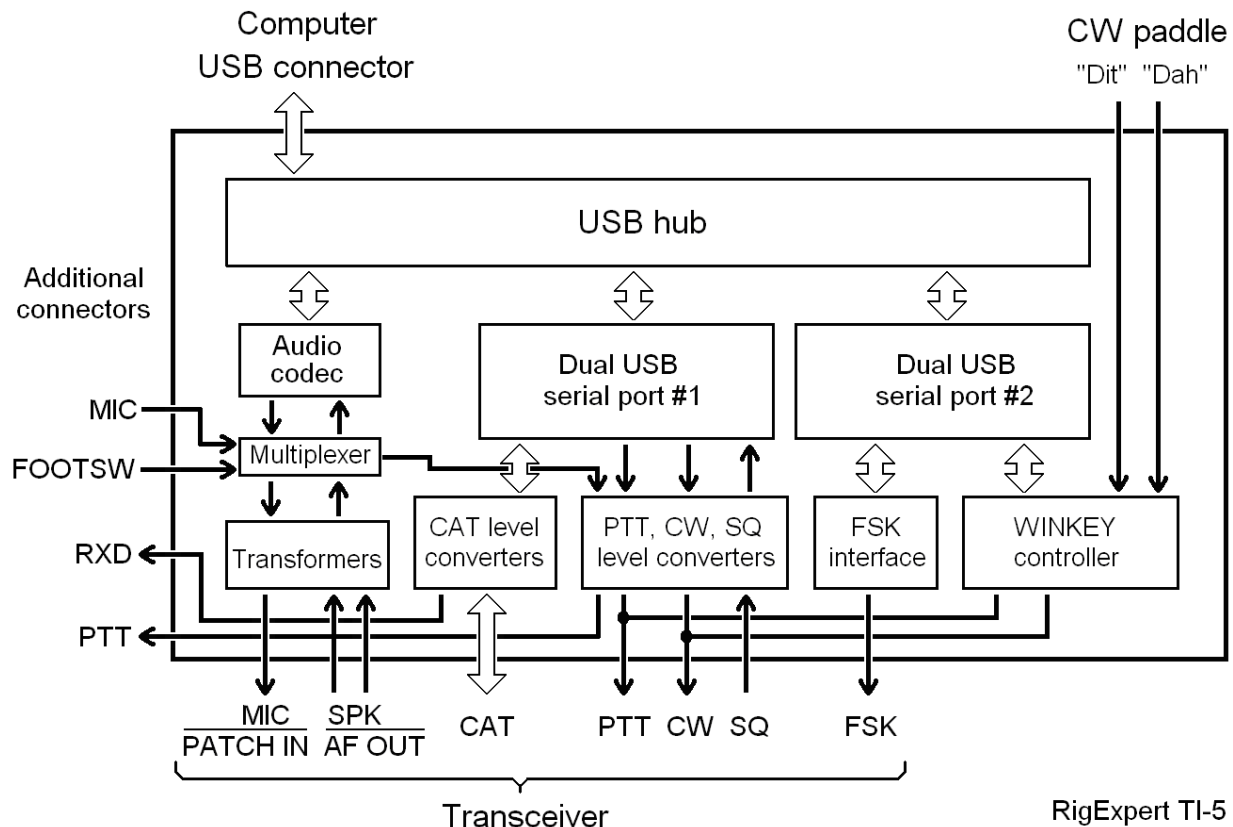 Computer
USB connector
CW paddle
"Dit" "Dah"
USB hub
Additional
connectors
Audio
codec
Dual USB
serial port #1
Dual USB
serial port #2
MIC
FOOTSW
Multiplexer
RXD
Transformers
CAT level
converters
PTT, CW, SQ
level converters
FSK
interface
WINKEY
controller
PTT
MIC
PATCH IN
SPK
AF OUT
CAT
PTT
CW
SQ
FSK
Transceiver
RigExpert TI-5